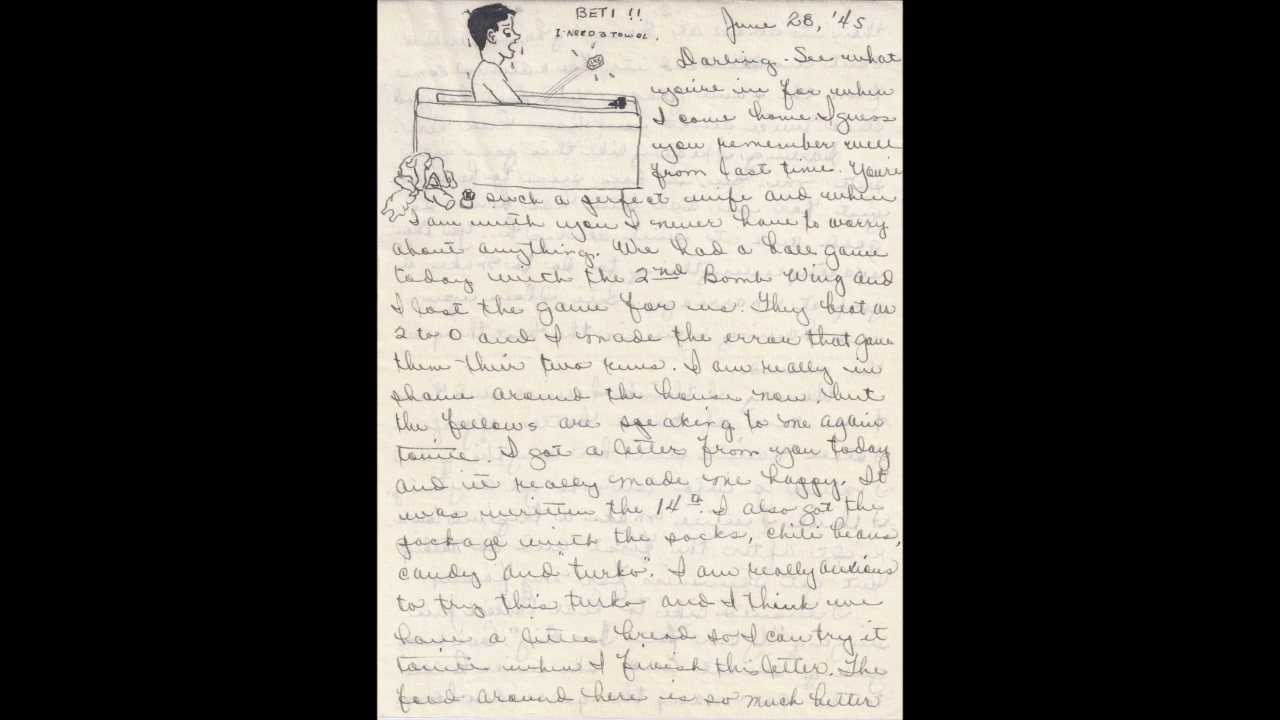 BETI !!
I NEED A TOWEL.
June 28, '45
Darling - See what
you're in for when
I come home. I guess
you remember well
from last time. You're
such a perfect wife and when
I am with you I never have to worry
about anything. We had a ball game
today with the 2nd Bomb Wing and
I lost the game for us. They beat us
2 to 0 and I made the error that gave
them their two runs. I am really in
shame around the house now, but
the fellows are speaking to me again
tonite. I got a letter from you today
and it really made me happy. It
was written the 14th. I also got the
package with the socks, chili beans,
candy and "turko". I am really anxious
to try this turko and I think we
have a little bread so I can try it
tonite when I finish this letter. The
food around here is so much better